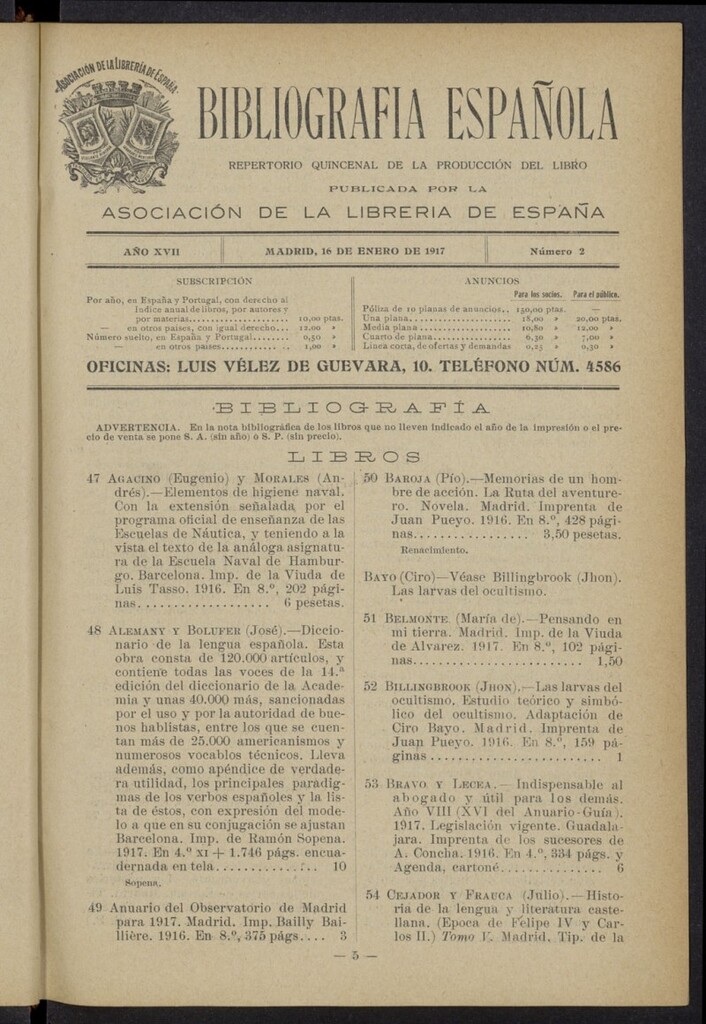 ASOCIACIÓN DE LA LIBRERÍA DE ESPAÑA
BIBLIOGRAFIA ESPAÑOLA
REPERTORIO QUINCENAL DE LA PRODUCCIÓN DEL LIBRO
PUBLICADA POR LA
ASOCIACIÓN DE LA LIBRERIA DE ESPAÑA
AÑO XVII
MADRID, 16 DE ENERO DE 1917
Número 2
SUBSCRIPCIÓN
Por año, en España y Portugal, con derecho al
índice anual de libros, por autores y
por materias.................... 10,00 ptas.
— en otros países, con igual derecho... 12,00 »
Número suelto, en España y Portugal........ 0,50 »
— en otros países............ 1,00 »
ANUNCIOS
Para los socios. Para el público.
Póliza de 10 planas de anuncios.. 150,00 ptas. —
Una plana.................... 18,00 » 20,00 ptas.
Media plana.................. 10,80 » 12,00 »
Cuarto de plana.............. 6,30 » 7,00 »
Línea corta, de ofertas y demandas 0,25 » 0,30 »
OFICINAS: LUIS VÉLEZ DE GUEVARA, 10. TELÉFONO NÚM. 4586
BIBLIOGRAFÍA
ADVERTENCIA. En la nota bibliográfica de los libros que no lleven indicado el año de la impresión o el pre-
cio de venta se pone S. A. (sin año) ó S. P. (sin precio).
LIBROS
47 AGACINO (Eugenio) y MORALES (An-
drés).—Elementos de higiene naval.
Con la extensión señalada por el
programa oficial de enseñanza de las
Escuelas de Náutica, y teniendo a la
vista el texto de la análoga asignatu-
ra de la Escuela Naval de Hambur-
go. Barcelona. Imp. de la Viuda de
Luis Tasso. 1916. En 8.º, 202 pági-
nas.................. 6 pesetas.
48 ALEMANY Y BOLUFER (José).—Diccio-
nario de la lengua española. Esta
obra consta de 120.000 artículos, y
contiene todas las voces de la 14.ª
edición del diccionario de la Acade-
mia y unas 40.000 más, sancionadas
por el uso y por la autoridad de bue-
nos hablistas, entre los que se cuen-
tan más de 25.000 americanismos y
numerosos vocablos técnicos. Lleva
además, como apéndice de verdade-
ra utilidad, los principales paradig-
mas de los verbos españoles y la lis-
ta de éstos, con expresión del mode-
lo a que en su conjugación se ajustan
Barcelona. Imp. de Ramón Sopena.
1917. En 4.º XI + 1.746 págs. encua-
dernada en tela.............. 10
Sopena.
49 Anuario del Observatorio de Madrid
para 1917. Madrid. Imp. Bailly Bai-
llière. 1916. En 8.º, 375 págs.... 3
50 BAROJA (Pío).—Memorias de un hom-
bre de acción. La Ruta del aventure-
ro. Novela. Madrid. Imprenta de
Juan Pueyo. 1916. En 8.º, 428 pági-
nas................ 3,50 pesetas.
Renacimiento.
BAYO (Ciro)—Véase Billingbrook (Jhon).
Las larvas del ocultismo.
51 BELMONTE (María de).—Pensando en
mi tierra. Madrid. Imp. de la Viuda
de Alvarez. 1917. En 8.º, 102 pági-
nas........................ 1,50
52 BILLINGBROOK (JHON).—Las larvas del
ocultismo. Estudio teórico y simbó-
lico del ocultismo. Adaptación de
Ciro Bayo. Madrid. Imprenta de
Juan Pueyo. 1916. En 8.º, 159 pá-
ginas........................ 1
53 BRAVO Y LECEA.—Indispensable al
abogado y útil para los demás.
Año VIII (XVI del Anuario-Guía).
1917. Legislación vigente. Guadala-
jara. Imprenta de los sucesores de
A. Concha. 1916. En 4.º, 334 págs. y
Agenda, cartoné.............. 6
54 CEJADOR Y FRAUCA (Julio).—Histo-
ria de la lengua y literatura caste-
llana. (Epoca de Felipe IV y Car-
los II.) Tomo V. Madrid. Tip. de la
— 5 —